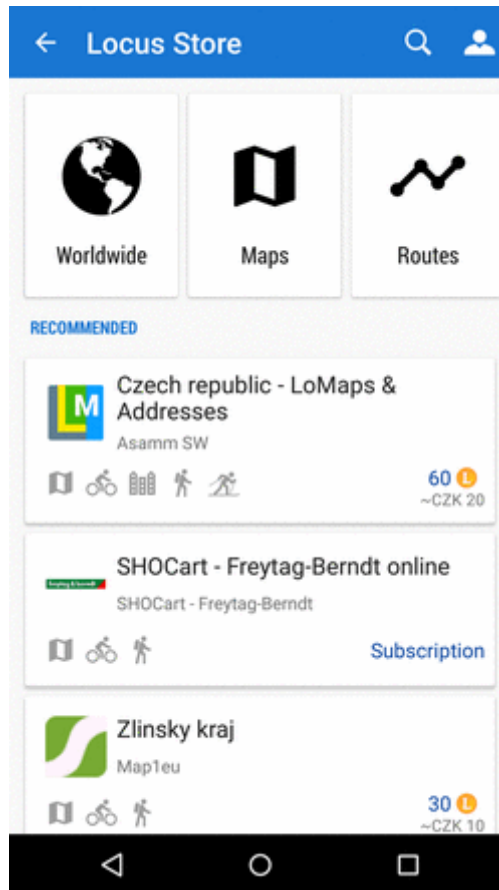 Locus Store
Worldwide
Maps
Routes
RECOMMENDED
Czech republic - LoMaps &
Addresses
Asamm SW
60 L
~CZK 20
SHOCart - Freytag-Berndt online
SHOCart - Freytag-Berndt
Subscription
Zlinsky kraj
Map1eu
30 L
~CZK 10